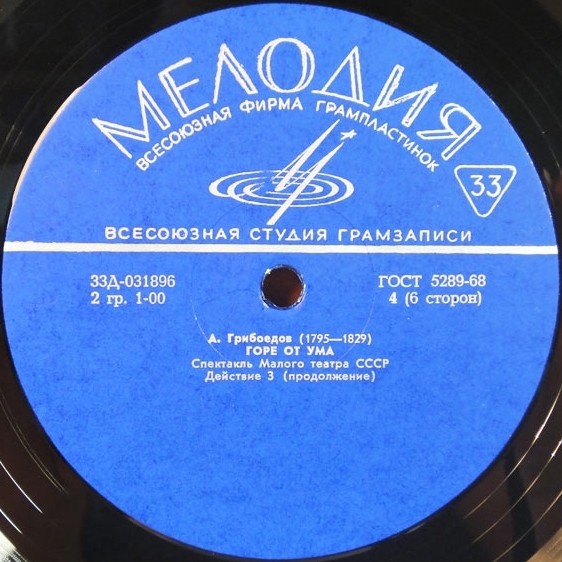 МЕЛОДИЯ
ВСЕСОЮЗНАЯ ФИРМА ГРАМПЛАСТИНОК
33
ВСЕСОЮЗНАЯ СТУДИЯ ГРАМЗАПИСИ
33Д-031896
ГОСТ 5289-68
2 гр. 1-00
4 (6 сторон)
А. Грибоедов (1795—1829)
ГОРЕ ОТ УМА
Спектакль Малого театра СССР
Действие 3 (продолжение)